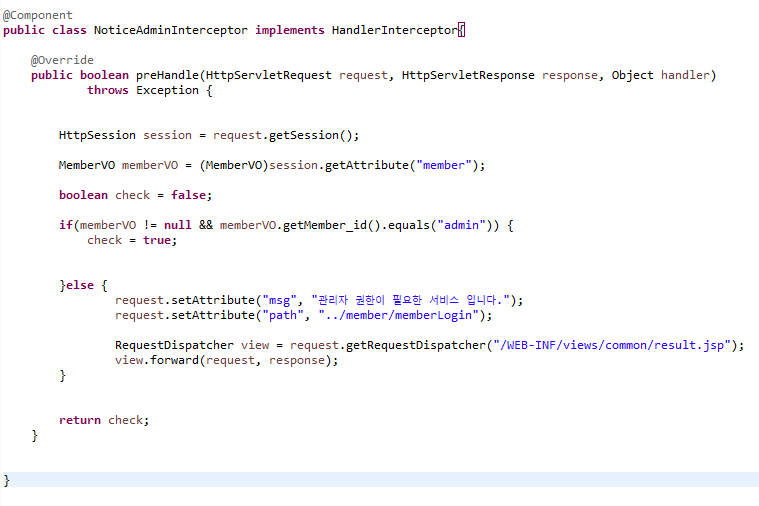 @Component
public class NoticeAdminInterceptor implements HandlerInterceptor{
@Override
public boolean preHandle(HttpServletRequest request, HttpServletResponse response, Object handler)
throws Exception {
HttpSession session = request.getSession();
MemberVO memberVO = (MemberVO)session.getAttribute("member");
boolean check = false;
if(memberVO != null && memberVO.getMember_id().equals("admin")) {
check = true;
}else {
request.setAttribute("msg", "관리자 권한이 필요한 서비스 입니다.");
request.setAttribute("path", "../member/memberLogin");
RequestDispatcher view = request.getRequestDispatcher("/WEB-INF/views/common/result.jsp");
view.forward(request, response);
}
return check;
}
}